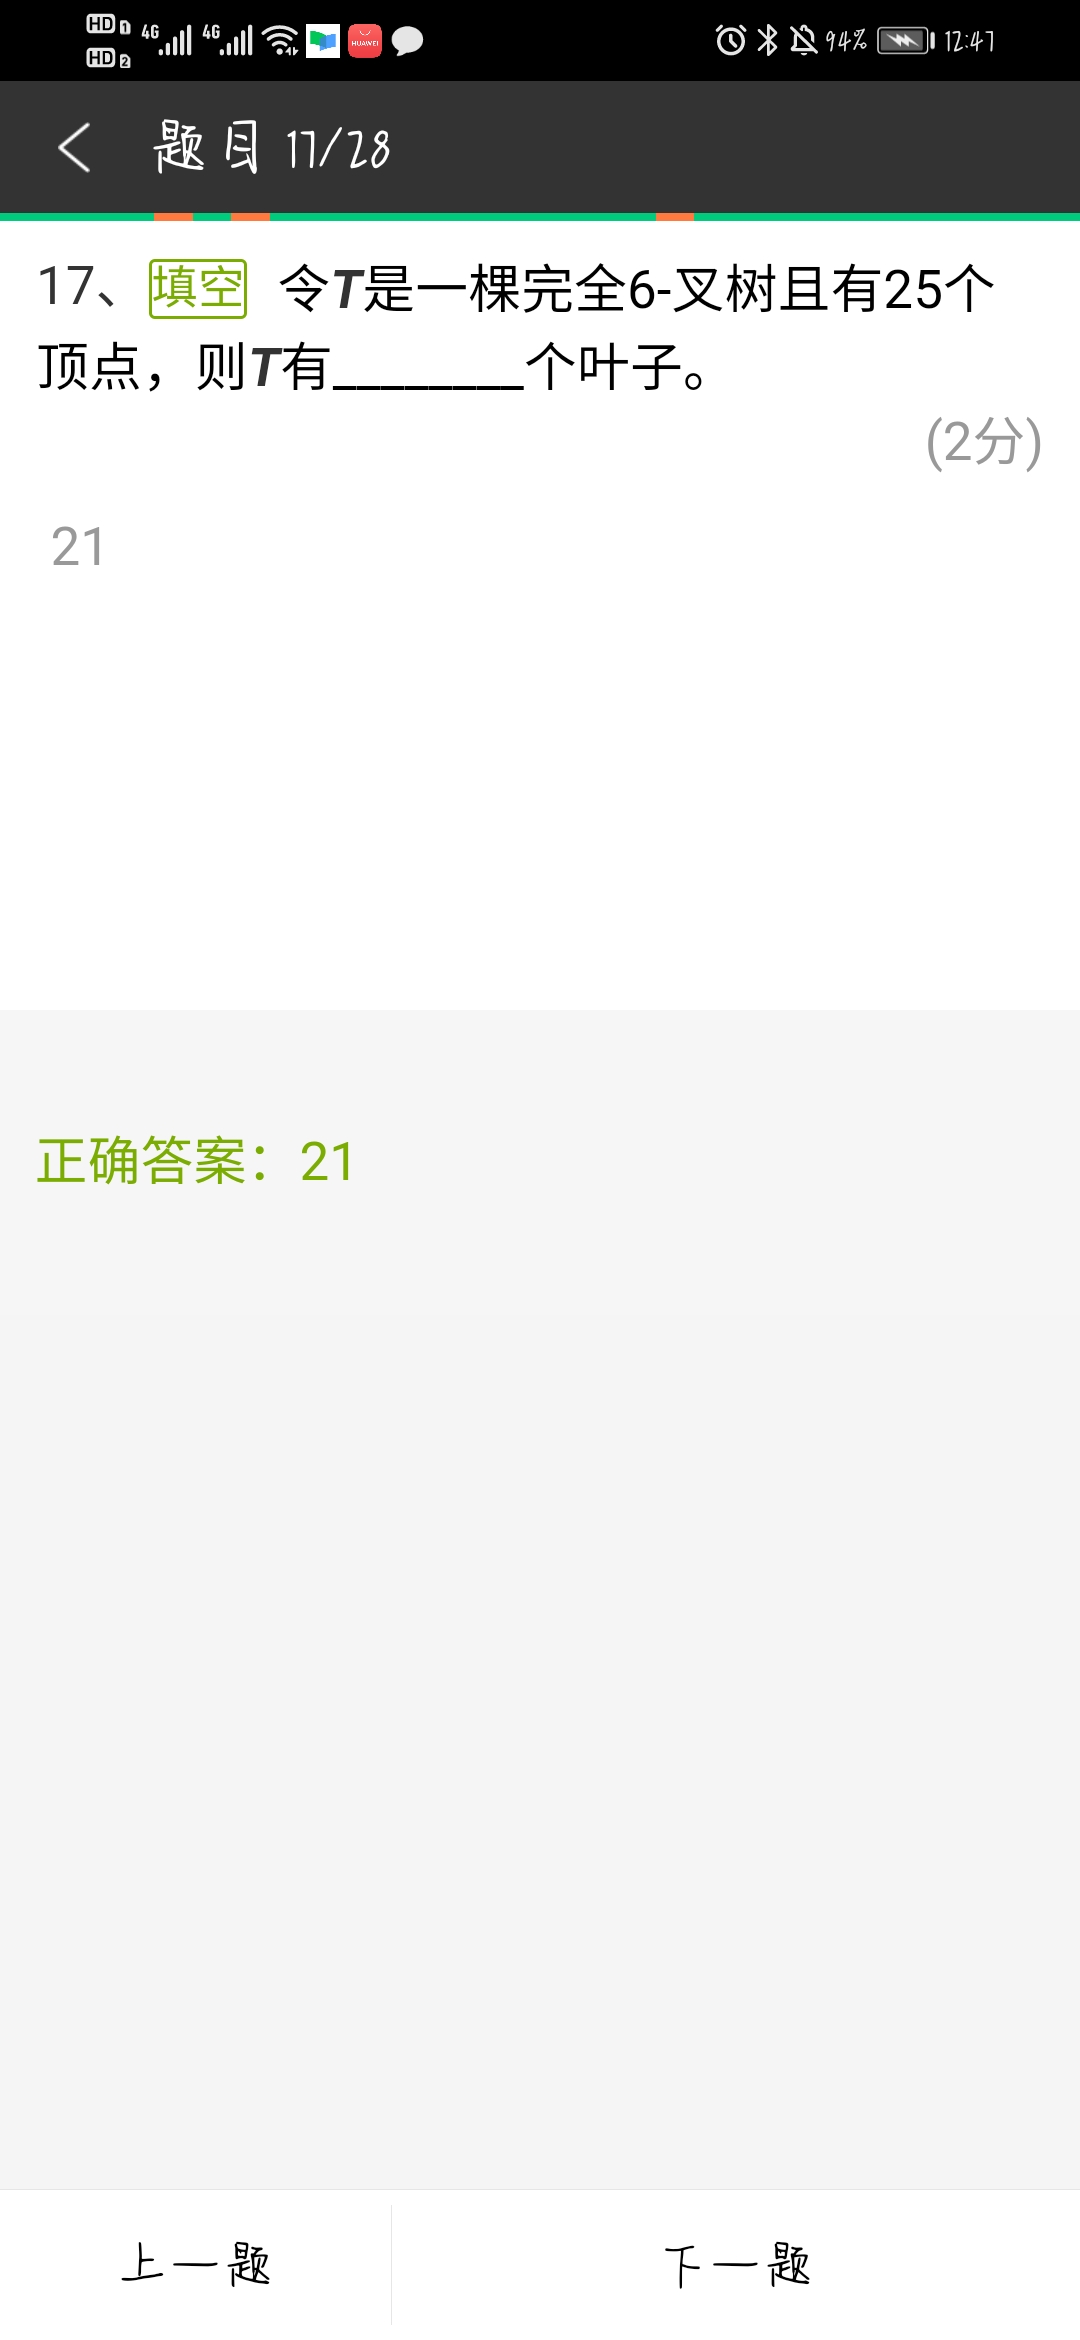 HD 1 4G 4G HUAWEI 94% 12:47
HD 2
题目 17/28
17、填空 令T是一棵完全6-叉树且有25个
顶点，则T有________个叶子。
(2分)
21
正确答案：21
上一题 下一题